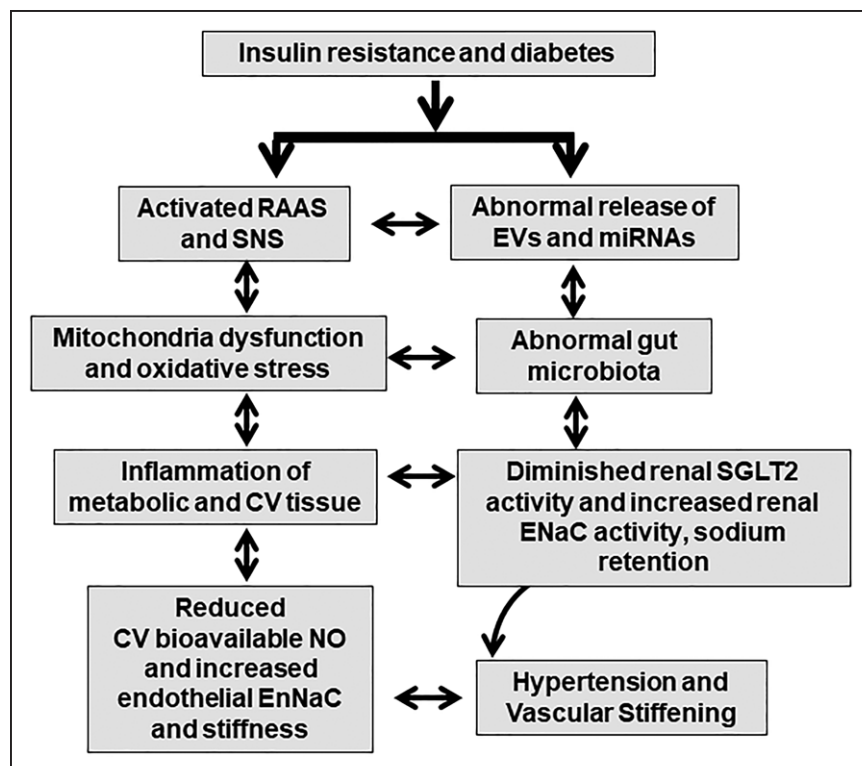 Insulin resistance and diabetes
Activated RAAS
and SNS
Abnormal release of
EVs and miRNAs
Mitochondria dysfunction
and oxidative stress
Abnormal gut
microbiota
Inflammation of
metabolic and CV tissue
Diminished renal SGLT2
activity and increased renal
ENaC activity, sodium
retention
Reduced
CV bioavailable NO
and increased
endothelial EnNaC
and stiffness
Hypertension and
Vascular Stiffening